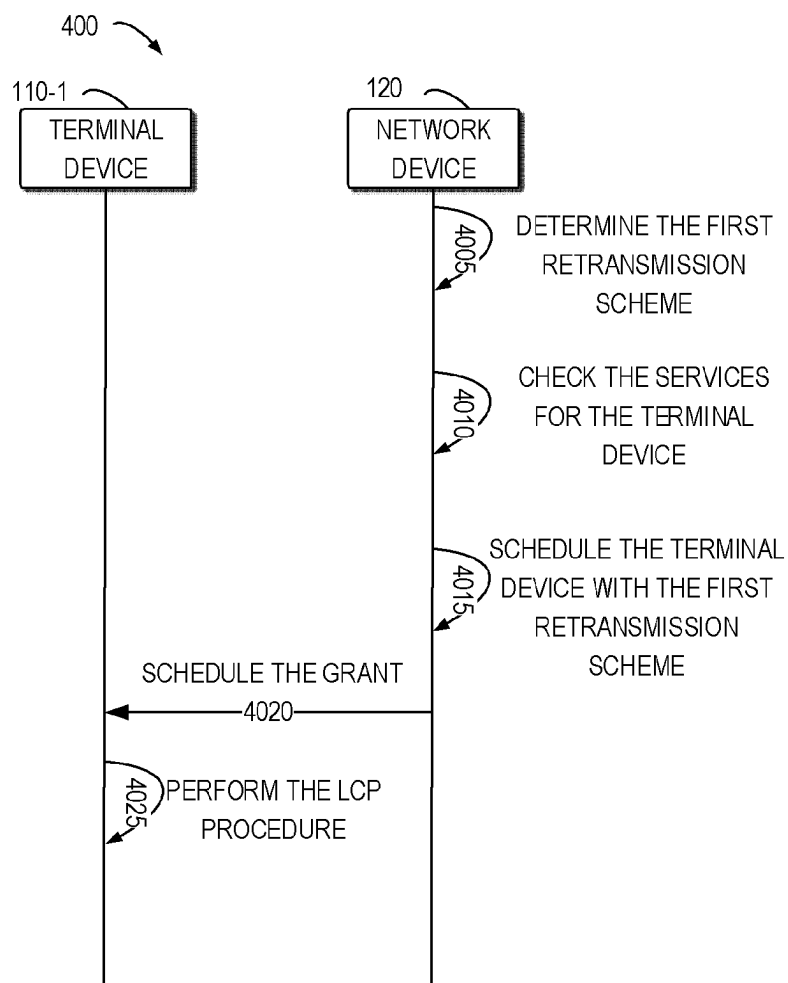 400
110-1
120
TERMINAL
DEVICE
NETWORK
DEVICE
4005
DETERMINE THE FIRST
RETRANSMISSION
SCHEME
4010
CHECK THE SERVICES
FOR THE TERMINAL
DEVICE
4015
SCHEDULE THE TERMINAL
DEVICE WITH THE FIRST
RETRANSMISSION
SCHEME
SCHEDULE THE GRANT
4020
4025
PERFORM THE LCP
PROCEDURE